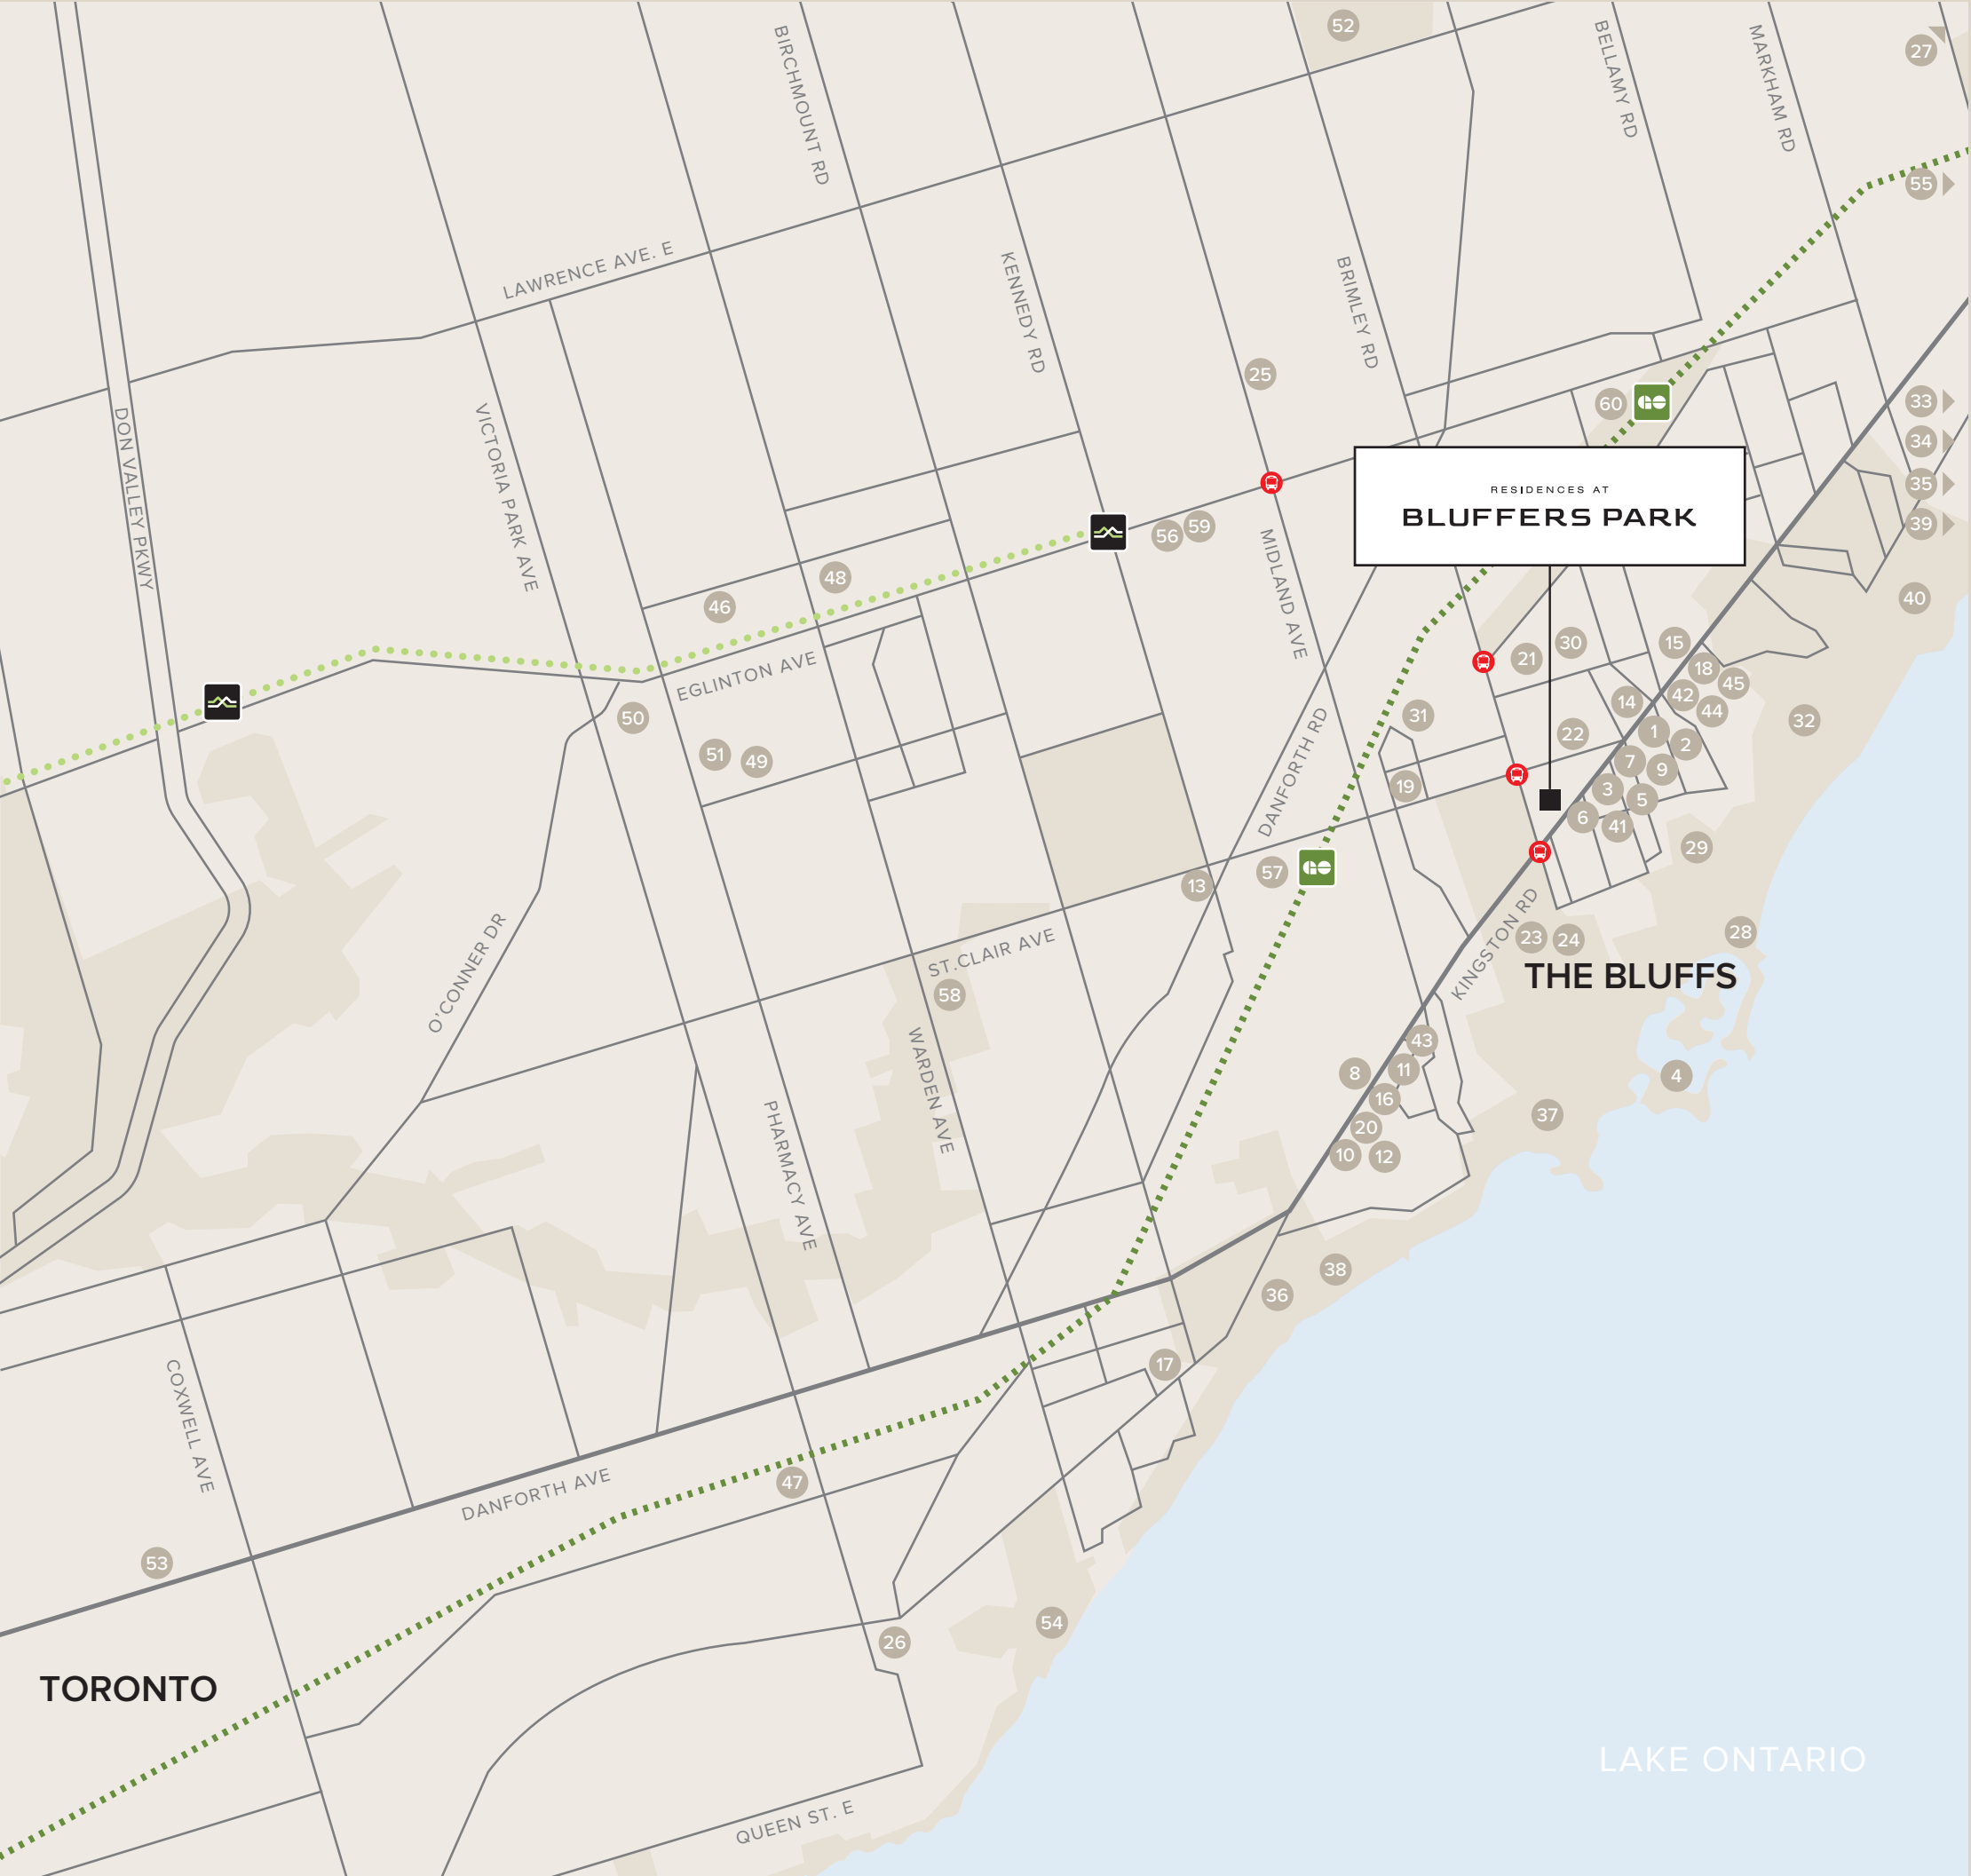 52
27
BIRCHMOUNT RD
BELLAMY RD
MARKHAM RD
55
LAWRENCE AVE. E
KENNEDY RD
BRIMLEY RD
25
60
33
34
35
39
40
RESIDENCES AT
BLUFFERS PARK
DON VALLEY PKWY
VICTORIA PARK AVE
56
59
48
46
MIDLAND AVE
EGLINTON AVE
50
51
49
21
30
15
18
45
42
44
14
32
31
22
1
2
7
9
19
3
5
6
41
29
DANFORTH RD
57
13
KINGSTON RD
23
24
28
THE BLUFFS
O'CONNER DR
ST.CLAIR AVE
58
WARDEN AVE
PHARMACY AVE
43
8
11
4
16
37
20
10
12
38
36
17
COXWELL AVE
DANFORTH AVE
47
53
54
26
TORONTO
LAKE ONTARIO
QUEEN ST. E